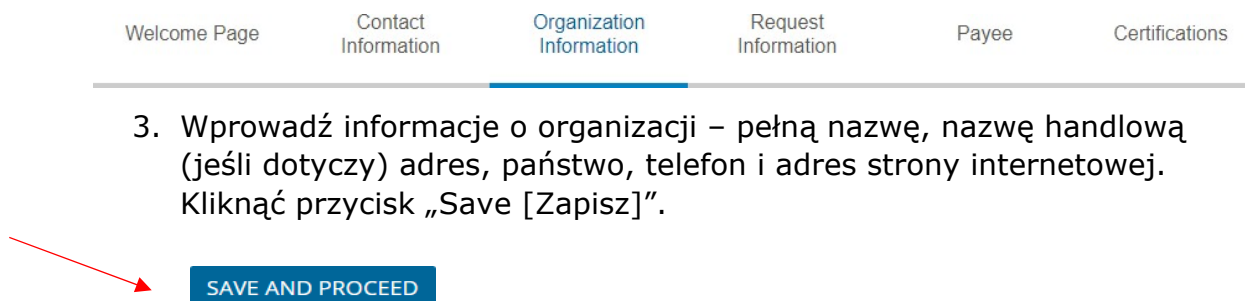 Welcome Page
Contact
Information
Organization
Information
Request
Information
Payee
Certifications
3. Wprowadź informacje o organizacji – pełną nazwę, nazwę handlową
(jeśli dotyczy) adres, państwo, telefon i adres strony internetowej.
Kliknąć przycisk „Save [Zapisz]”.
SAVE AND PROCEED